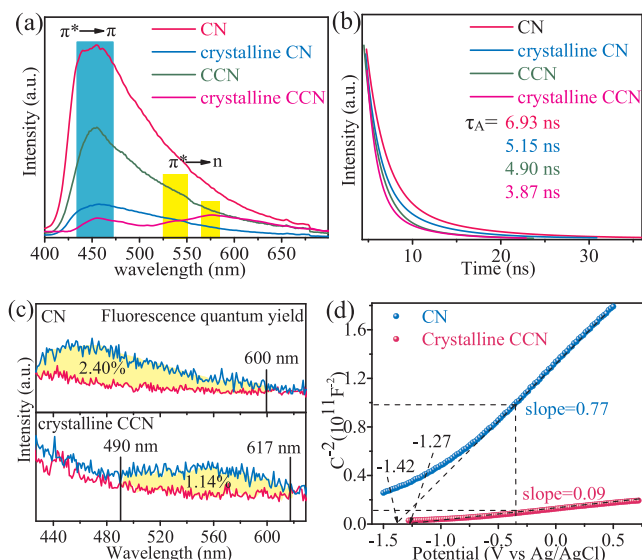 (a)
π*→π
CN
crystalline CN
CCN
crystalline CCN
π*→n
Intensity (a.u.)
400 450 500 550 600 650
wavelength (nm)
(b)
CN
crystalline CN
CCN
crystalline CCN
τA= 6.93 ns
5.15 ns
4.90 ns
3.87 ns
Intensity (a.u.)
10 20 30
Time (ns)
(c)
CN Fluorescence quantum yield
2.40%
600 nm
crystalline CCN
490 nm
617 nm
1.14%
Intensity (a.u.)
440 480 520 560 600
Wavelength (nm)
(d)
CN
Crystalline CCN
slope=0.77
-1.27
-1.42
slope=0.09
C-2 (10^11 F-2)
1.8
1.2
0.6
0.0
-1.5 -1.0 -0.5 0.0 0.5
Potential (V vs Ag/AgCl)